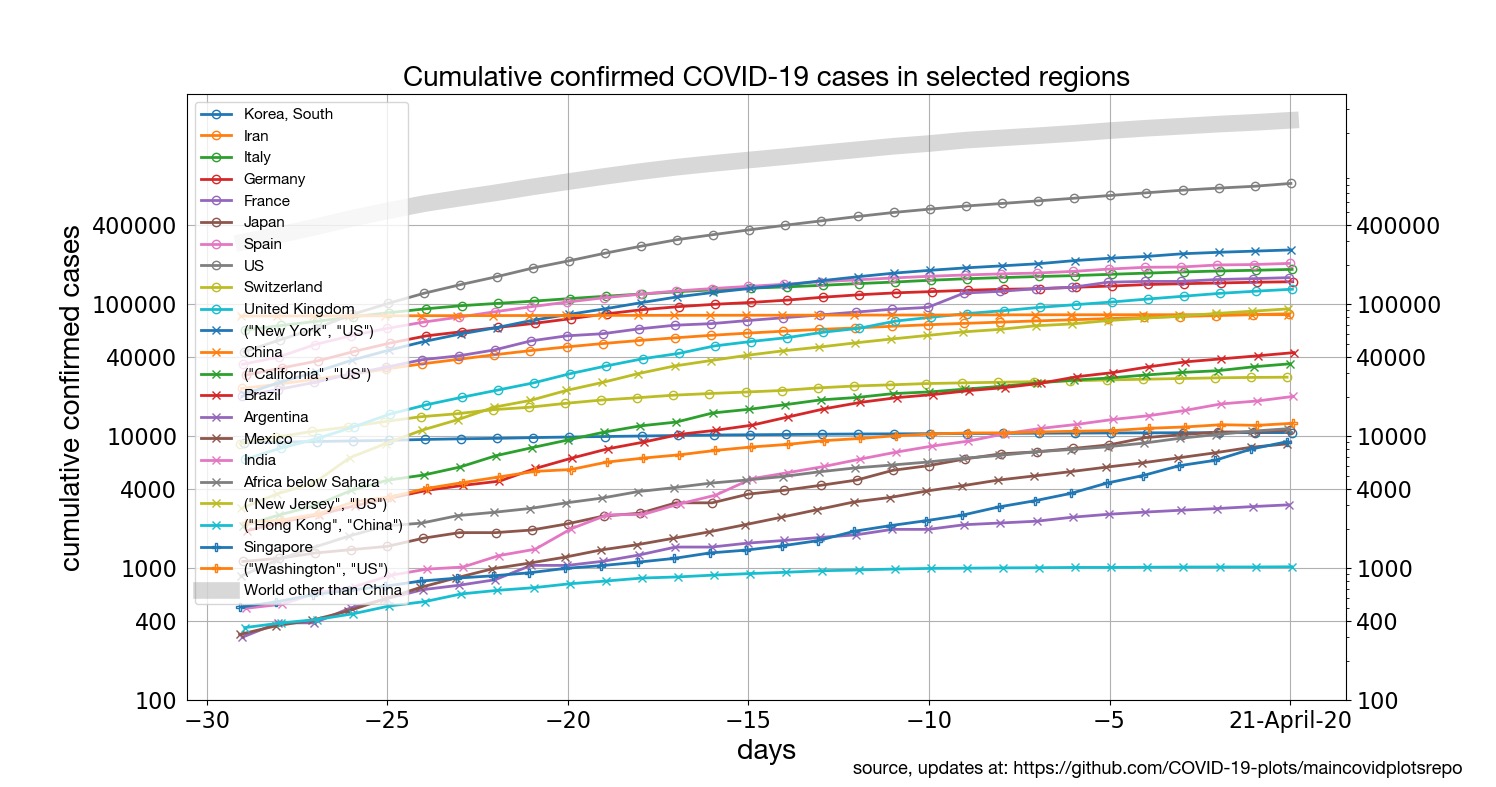 Cumulative confirmed COVID-19 cases in selected regions
cumulative confirmed cases
400000
100000
40000
10000
4000
1000
400
100
Korea, South
Iran
Italy
Germany
France
Japan
Spain
US
Switzerland
United Kingdom
("New York", "US")
China
("California", "US")
Brazil
Argentina
Mexico
India
Africa below Sahara
("New Jersey", "US")
("Hong Kong", "China")
Singapore
("Washington", "US")
World other than China
400000
100000
40000
10000
4000
1000
400
100
−30 −25 −20 −15 −10 −5 21-April-20
days
source, updates at: https://github.com/COVID-19-plots/maincovidplotsrepo